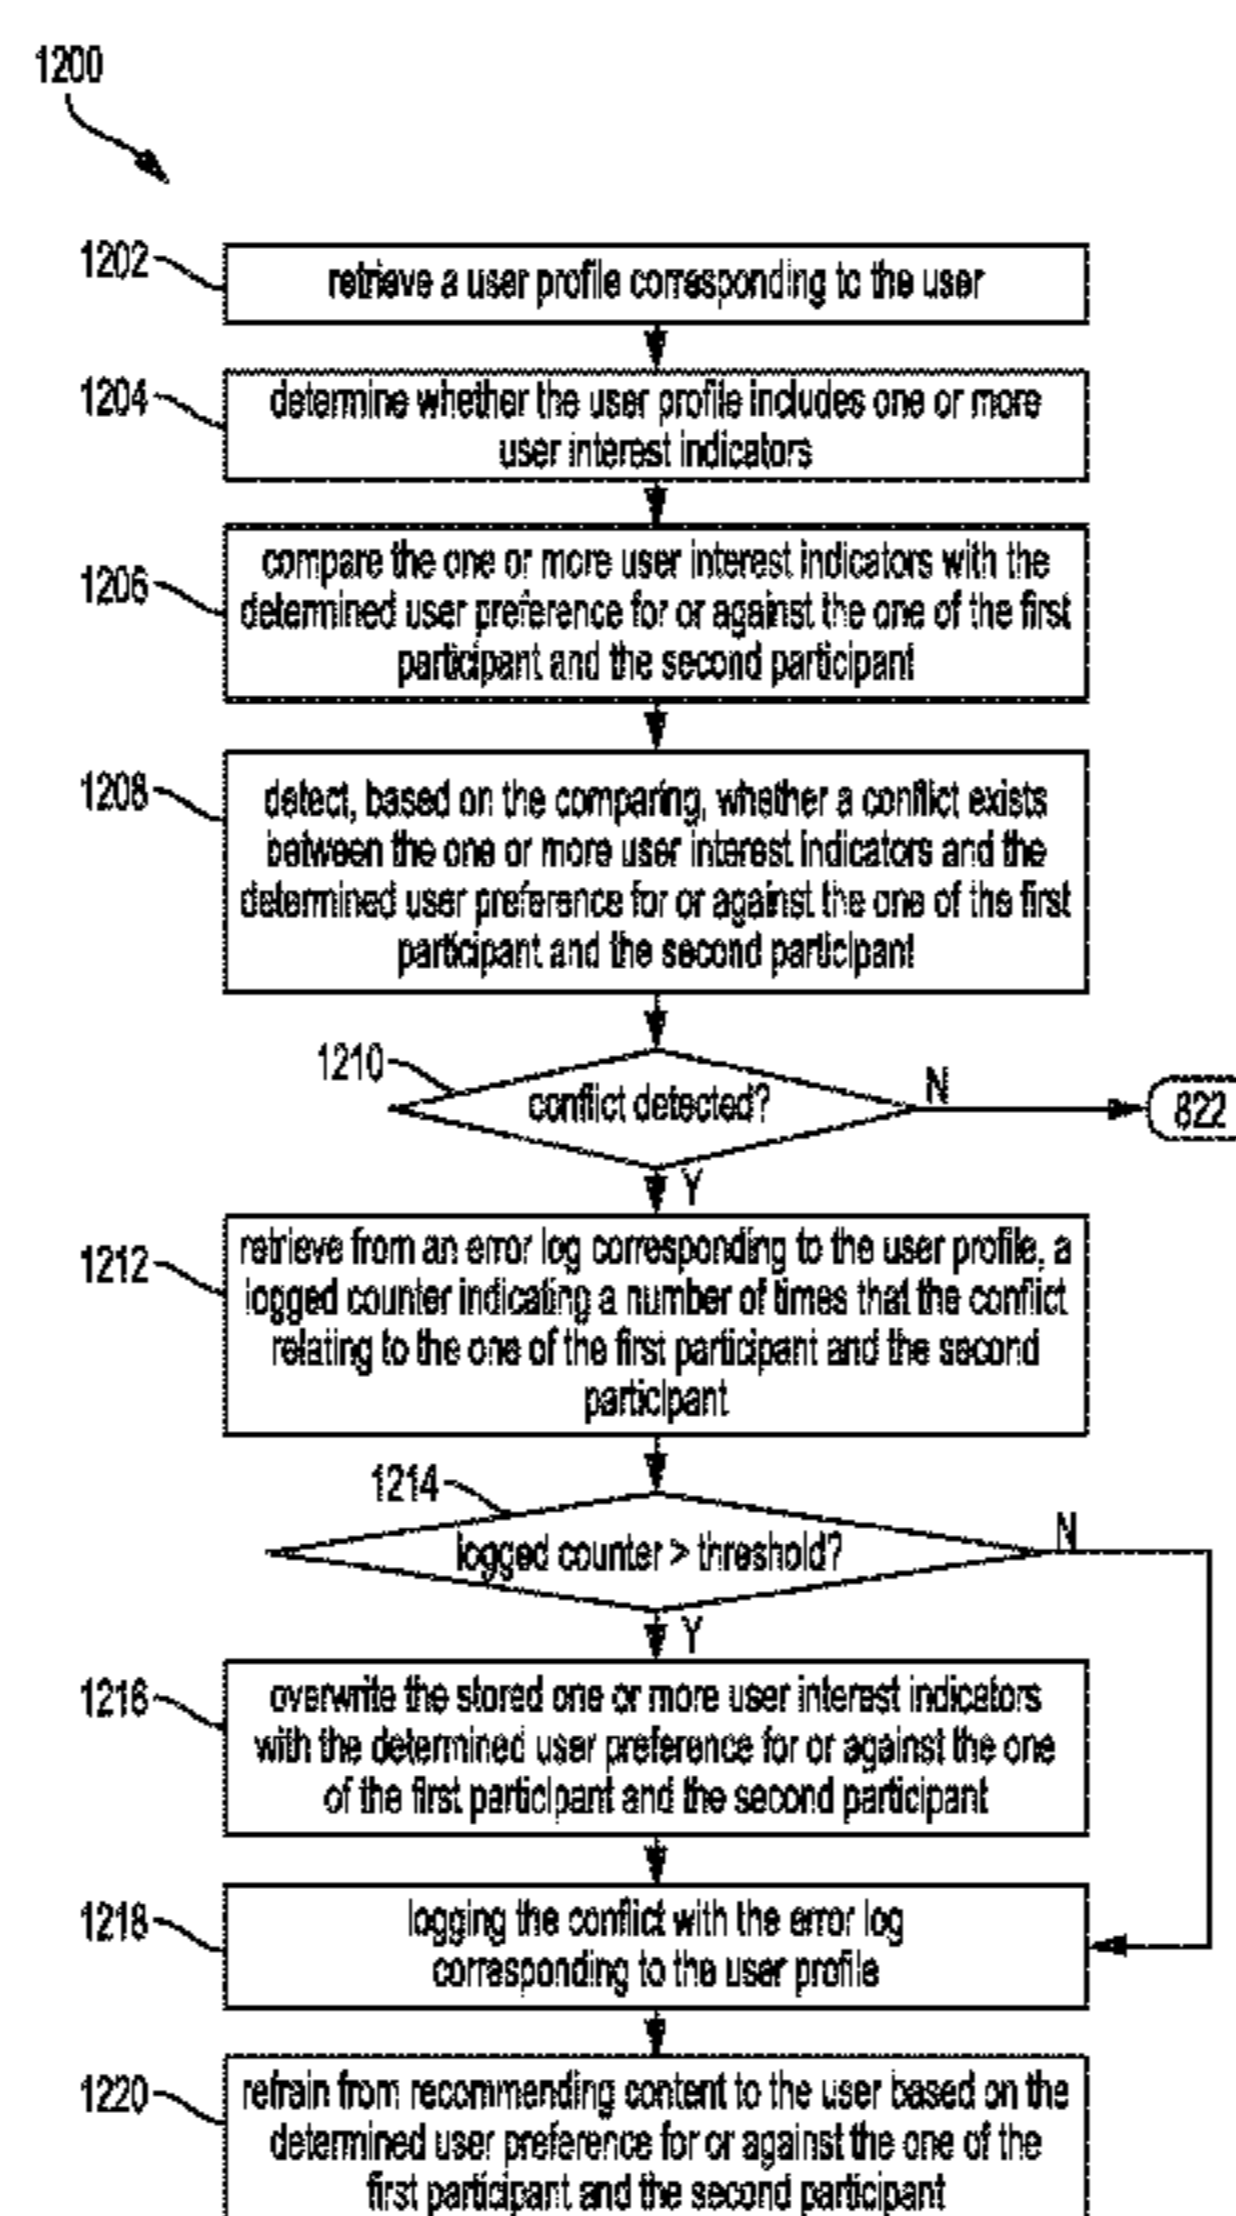 1200
1202
retrieve a user profile corresponding to the user
1204
determine whether the user profile includes one or more
user interest indicators
1206
compare the one or more user interest indicators with the
determined user preference for or against the one of the first
participant and the second participant
1208
detect, based on the comparing, whether a conflict exists
between the one or more user interest indicators and the
determined user preference for or against the one of the first
participant and the second participant
1210
conflict detected?
N
822
Y
1212
retrieve from an error log corresponding to the user profile, a
logged counter indicating a number of times that the conflict
relating to the one of the first participant and the second
participant
1214
logged counter > threshold?
N
Y
1216
overwrite the stored one or more user interest indicators
with the determined user preference for or against the one
of the first participant and the second participant
1218
logging the conflict with the error log
corresponding to the user profile
1220
refrain from recommending content to the user based on the
determined user preference for or against the one of the
first participant and the second participant